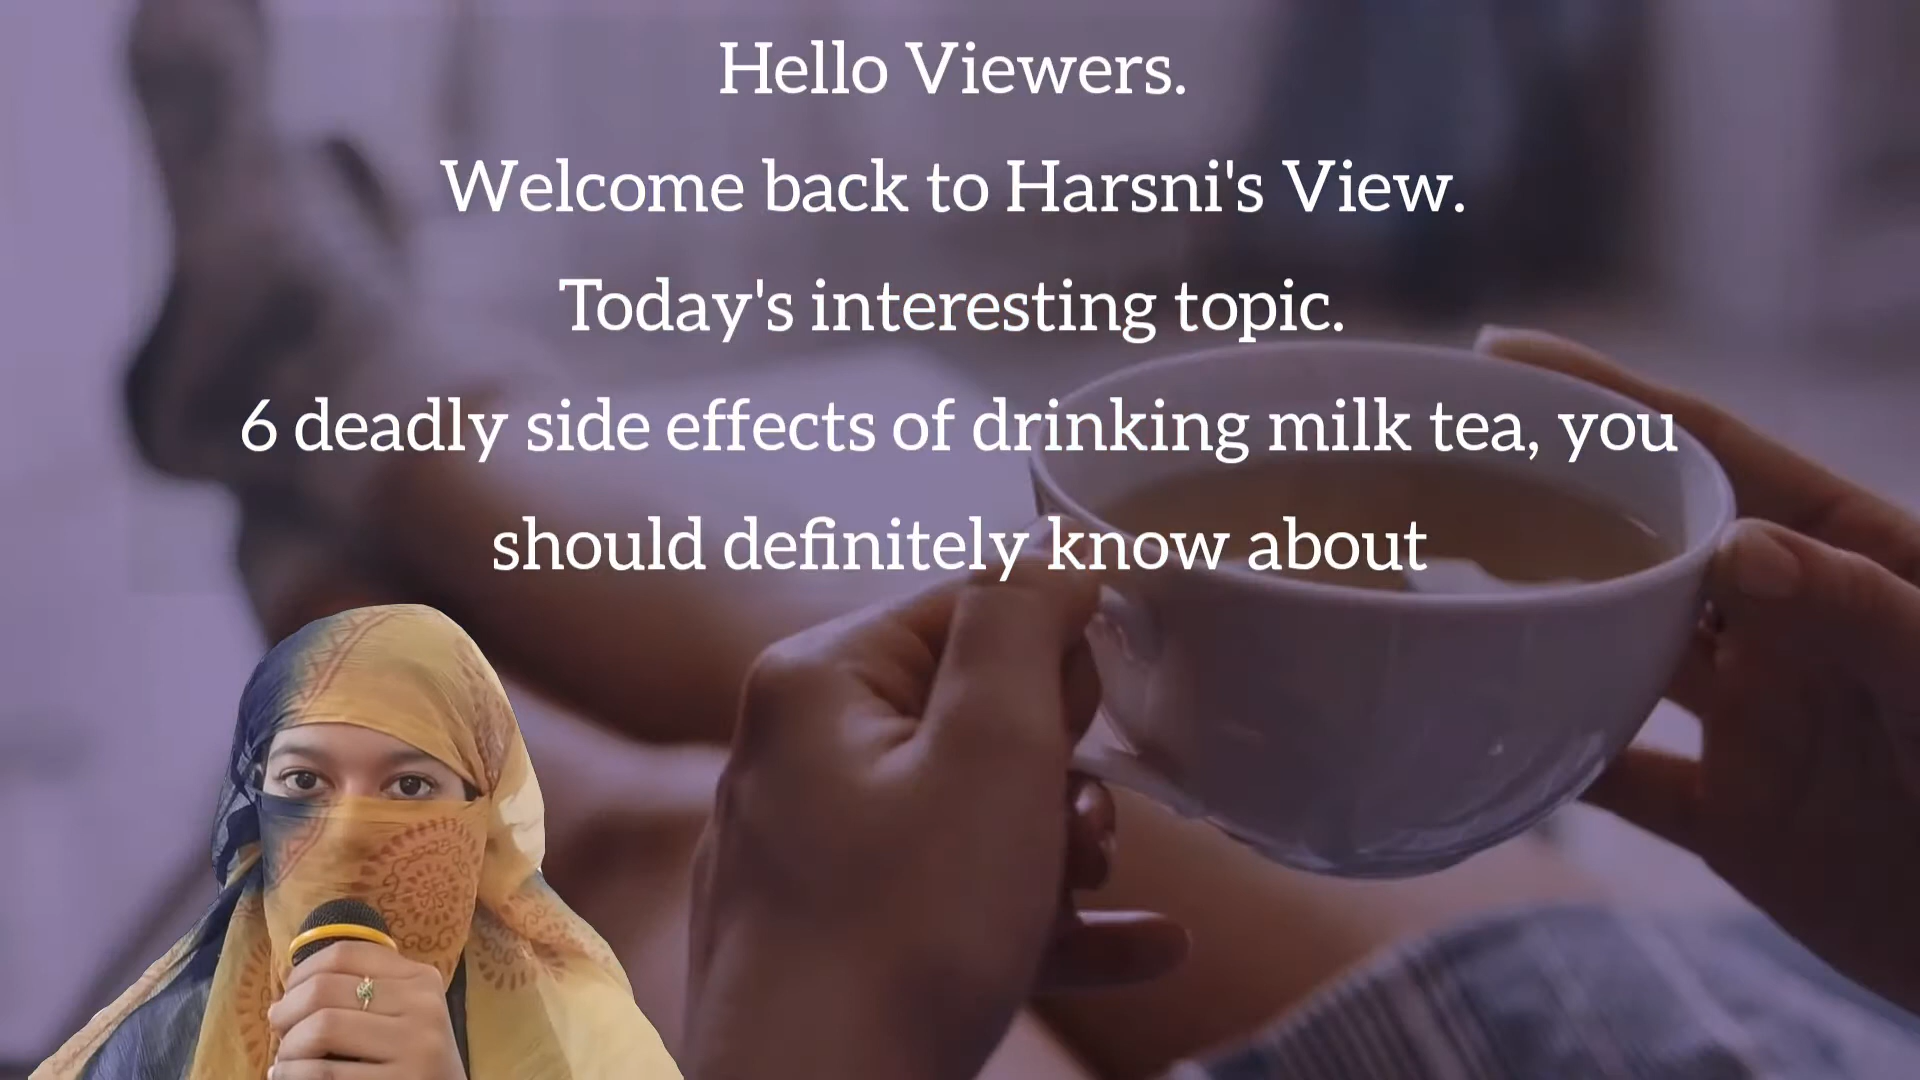 Hello Viewers.
Welcome back to Harsni's View.
Today's interesting topic.
6 deadly side effects of drinking milk tea, you
should definitely know about